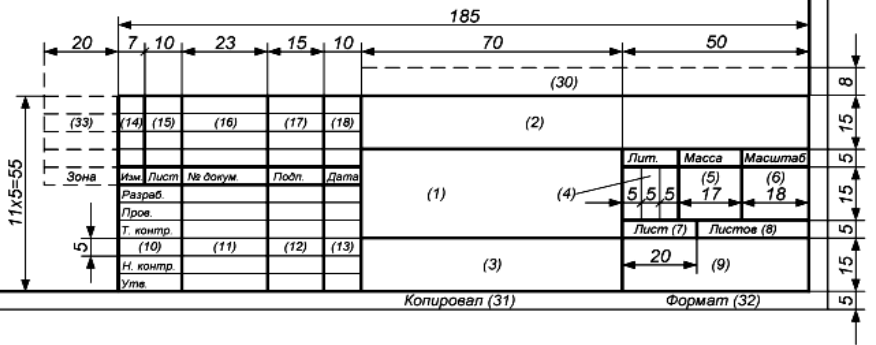 185
20 7 10 23 15 10 70 50
(30) 8
(33) (14) (15) (16) (17) (18) (2) 15
Лит. Масса Масштаб 5
Зона Изм. Лист № докум. Подп. Дата (1) (4) (5) (6)
11x5=55 5 5 5 17 18 15
Разраб.
Пров.
Т. контр. Лист (7) Листов (8) 5
5 (10) (11) (12) (13)
Н. контр. (3) 20 (9) 15
Утв.
Копировал (31) Формат (32) 5